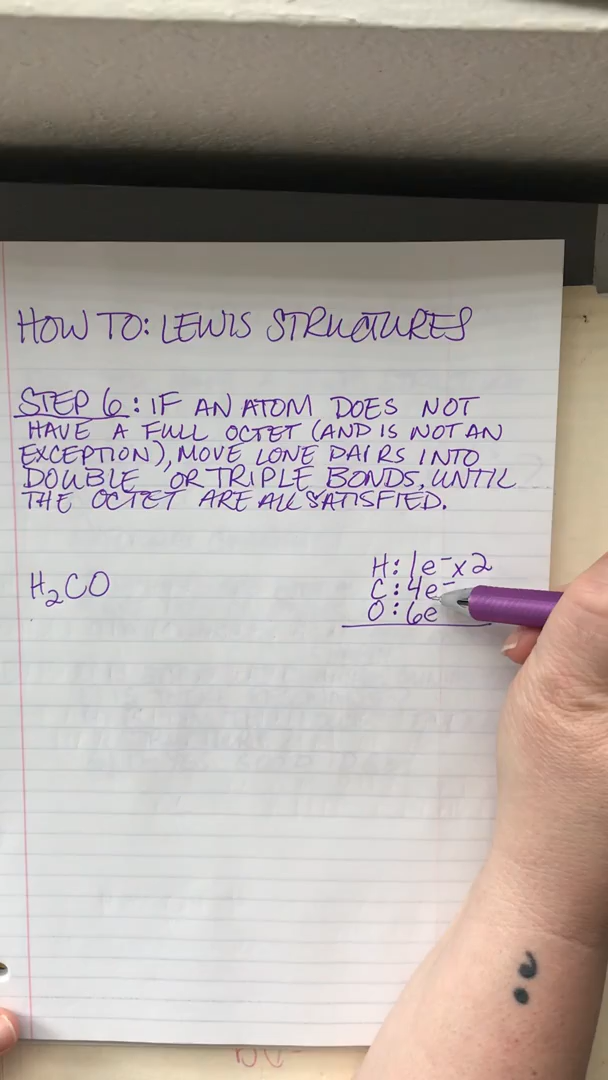 HOW TO: LEWIS STRUCTURES
STEP 6: IF AN ATOM DOES NOT
HAVE A FULL OCTET (AND IS NOT AN
EXCEPTION), MOVE LONE PAIRS INTO
DOUBLE OR TRIPLE BONDS, UNTIL
THE OCTET ARE ALL SATISFIED.
H₂CO
H: 1e⁻x2
C: 4e⁻
O: 6e